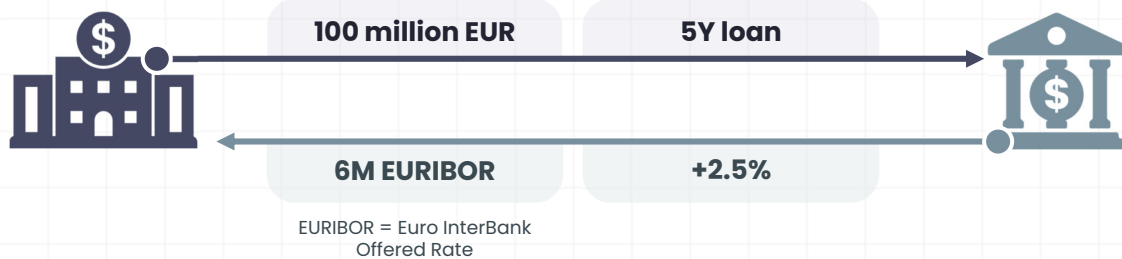 $
100 million EUR
5Y loan
$
6M EURIBOR
+2.5%
EURIBOR = Euro InterBank
Offered Rate